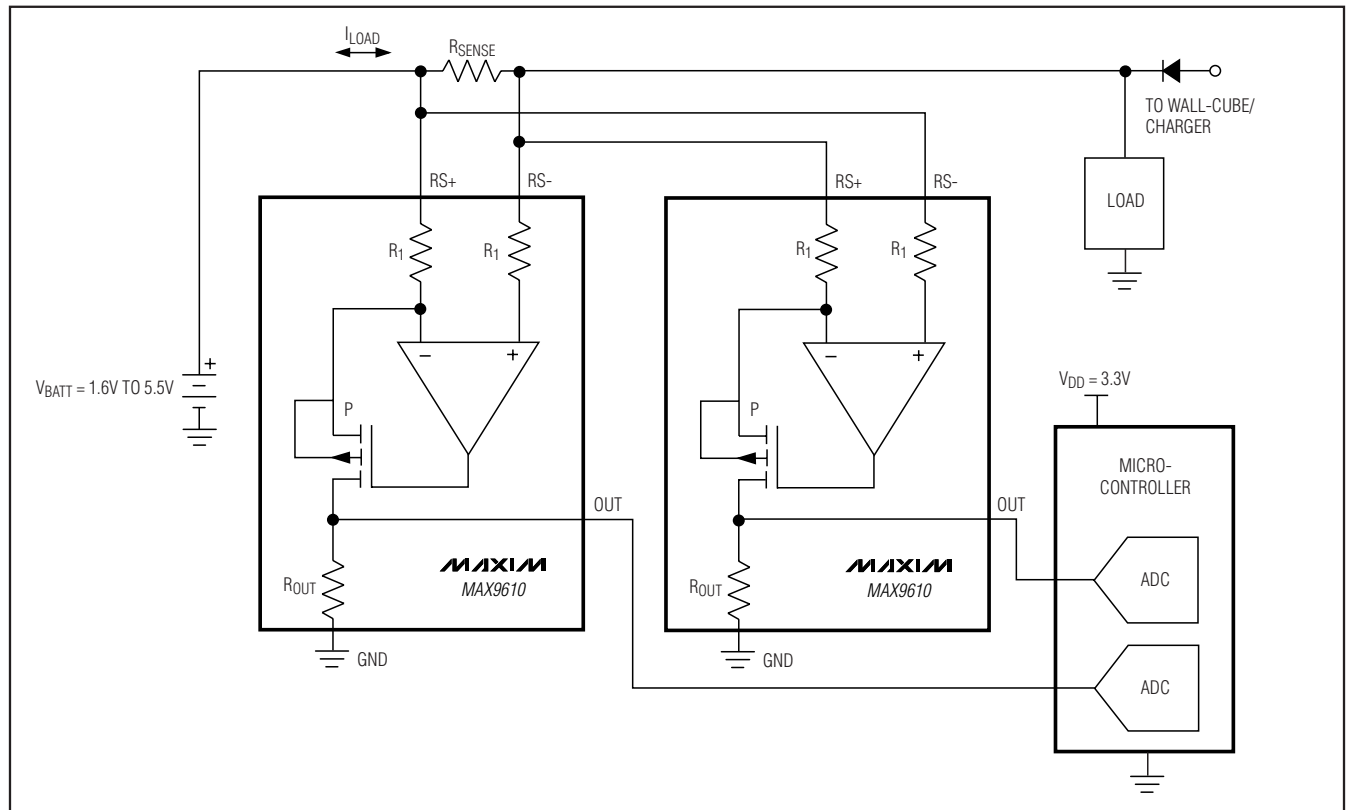 ILOAD
RSENSE
TO WALL-CUBE/
CHARGER
RS+
RS-
RS+
RS-
LOAD
R1
R1
R1
R1
−
+
−
+
+
−
VBATT = 1.6V TO 5.5V
VDD = 3.3V
P
P
MICRO-
CONTROLLER
OUT
OUT
ADC
ROUT
MAXIM
MAX9610
ROUT
MAXIM
MAX9610
GND
GND
ADC